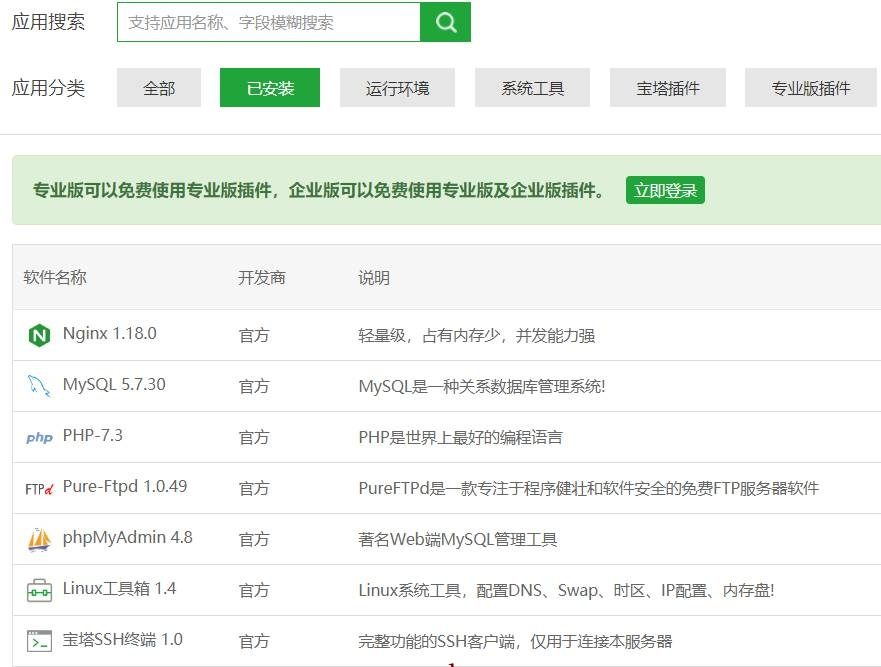 应用搜索 支持应用名称、字段模糊搜索
应用分类 全部 已安装 运行环境 系统工具 宝塔插件 专业版插件
专业版可以免费使用专业版插件，企业版可以免费使用专业版及企业版插件。 立即登录
软件名称 开发商 说明
Nginx 1.18.0 官方 轻量级，占有内存少，并发能力强
MySQL 5.7.30 官方 MySQL是一种关系数据库管理系统!
php PHP-7.3 官方 PHP是世界上最好的编程语言
FTPd Pure-Ftpd 1.0.49 官方 PureFTPd是一款专注于程序健壮和软件安全的免费FTP服务器软件
phpMyAdmin 4.8 官方 著名Web端MySQL管理工具
Linux工具箱 1.4 官方 Linux系统工具，配置DNS、Swap、时区、IP配置、内存盘!
宝塔SSH终端 1.0 官方 完整功能的SSH客户端，仅用于连接本服务器